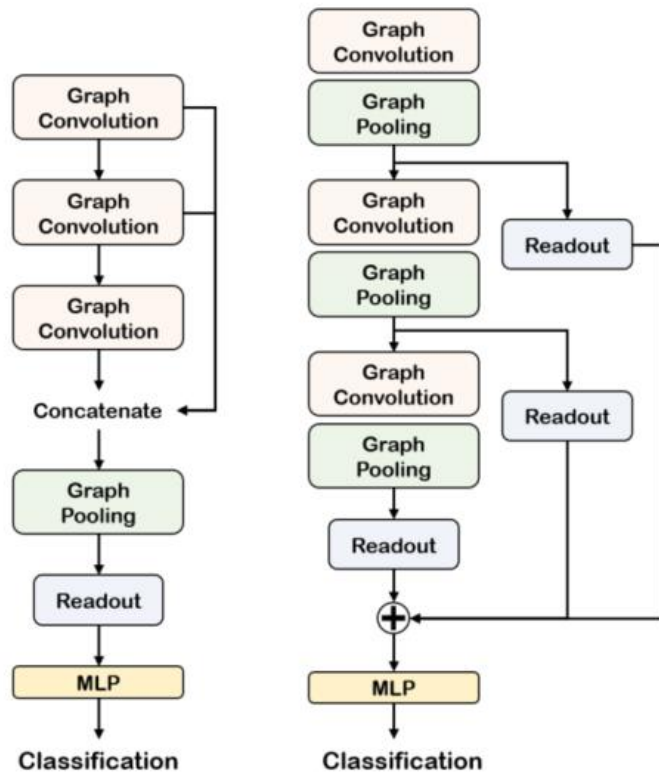 Graph
Convolution
Graph
Convolution
Graph
Convolution
Concatenate
Graph
Pooling
Readout
MLP
Classification
Graph
Convolution
Graph
Pooling
Graph
Convolution
Readout
Graph
Pooling
Graph
Convolution
Readout
Graph
Pooling
Readout
MLP
Classification